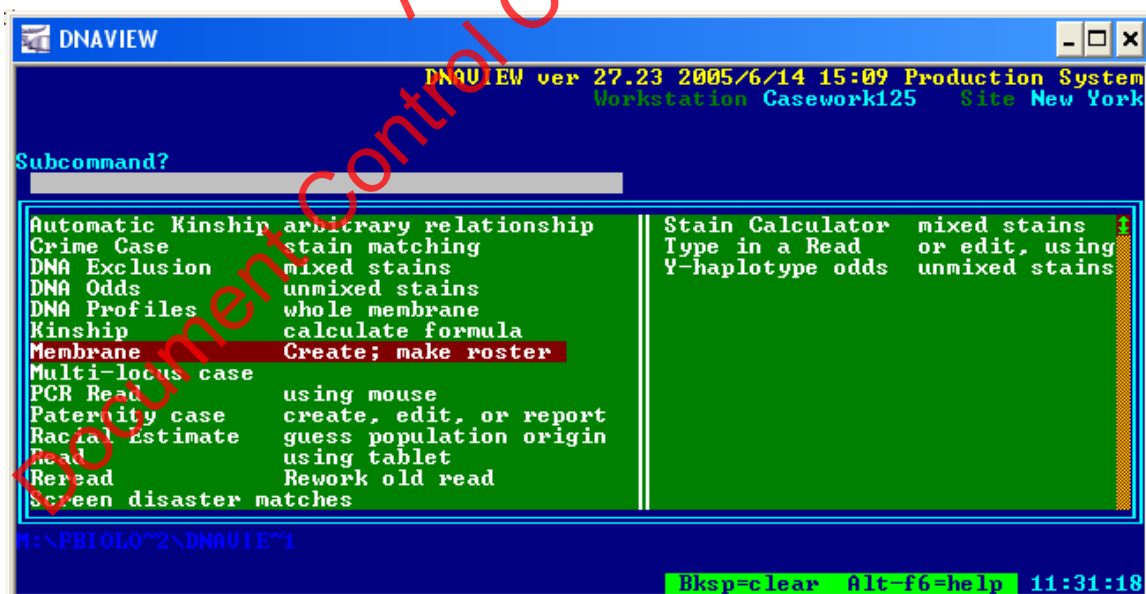 DNAVIEW
DNAVIEW ver 27.23 2005/6/14 15:09 Production System
Workstation Casework125 Site New York
Subcommand?
Automatic Kinship arbitrary relationship
Crime Case stain matching
DNA Exclusion mixed stains
DNA Odds unmixed stains
DNA Profiles whole membrane
Kinship calculate formula
Membrane Create; make roster
Multi-locus case
PCR Read using mouse
Paternity case create, edit, or report
Racial Estimate guess population origin
Read using tablet
Reread Rework old read
Screen disaster matches
Stain Calculator mixed stains
Type in a Read or edit, using
Y-haplotype odds unmixed stains
M:\FBIOLO~2\DNAVIE~1
Bksp=clear Alt-f6=help 11:31:18
Document Control